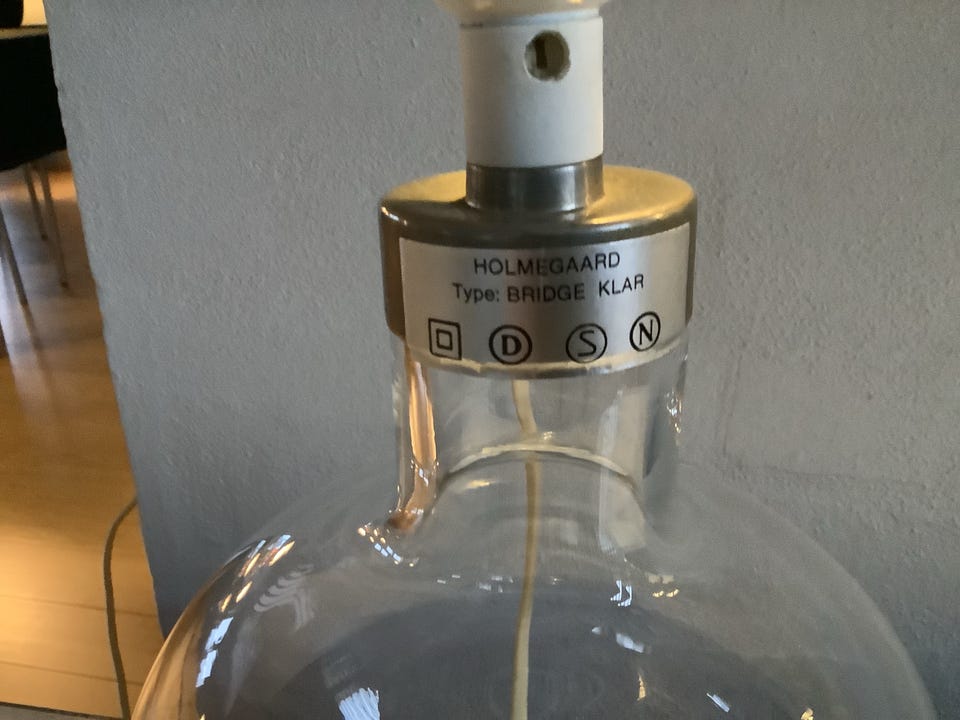 HOLMEGAARD
Type: BRIDGE KLAR
D S N